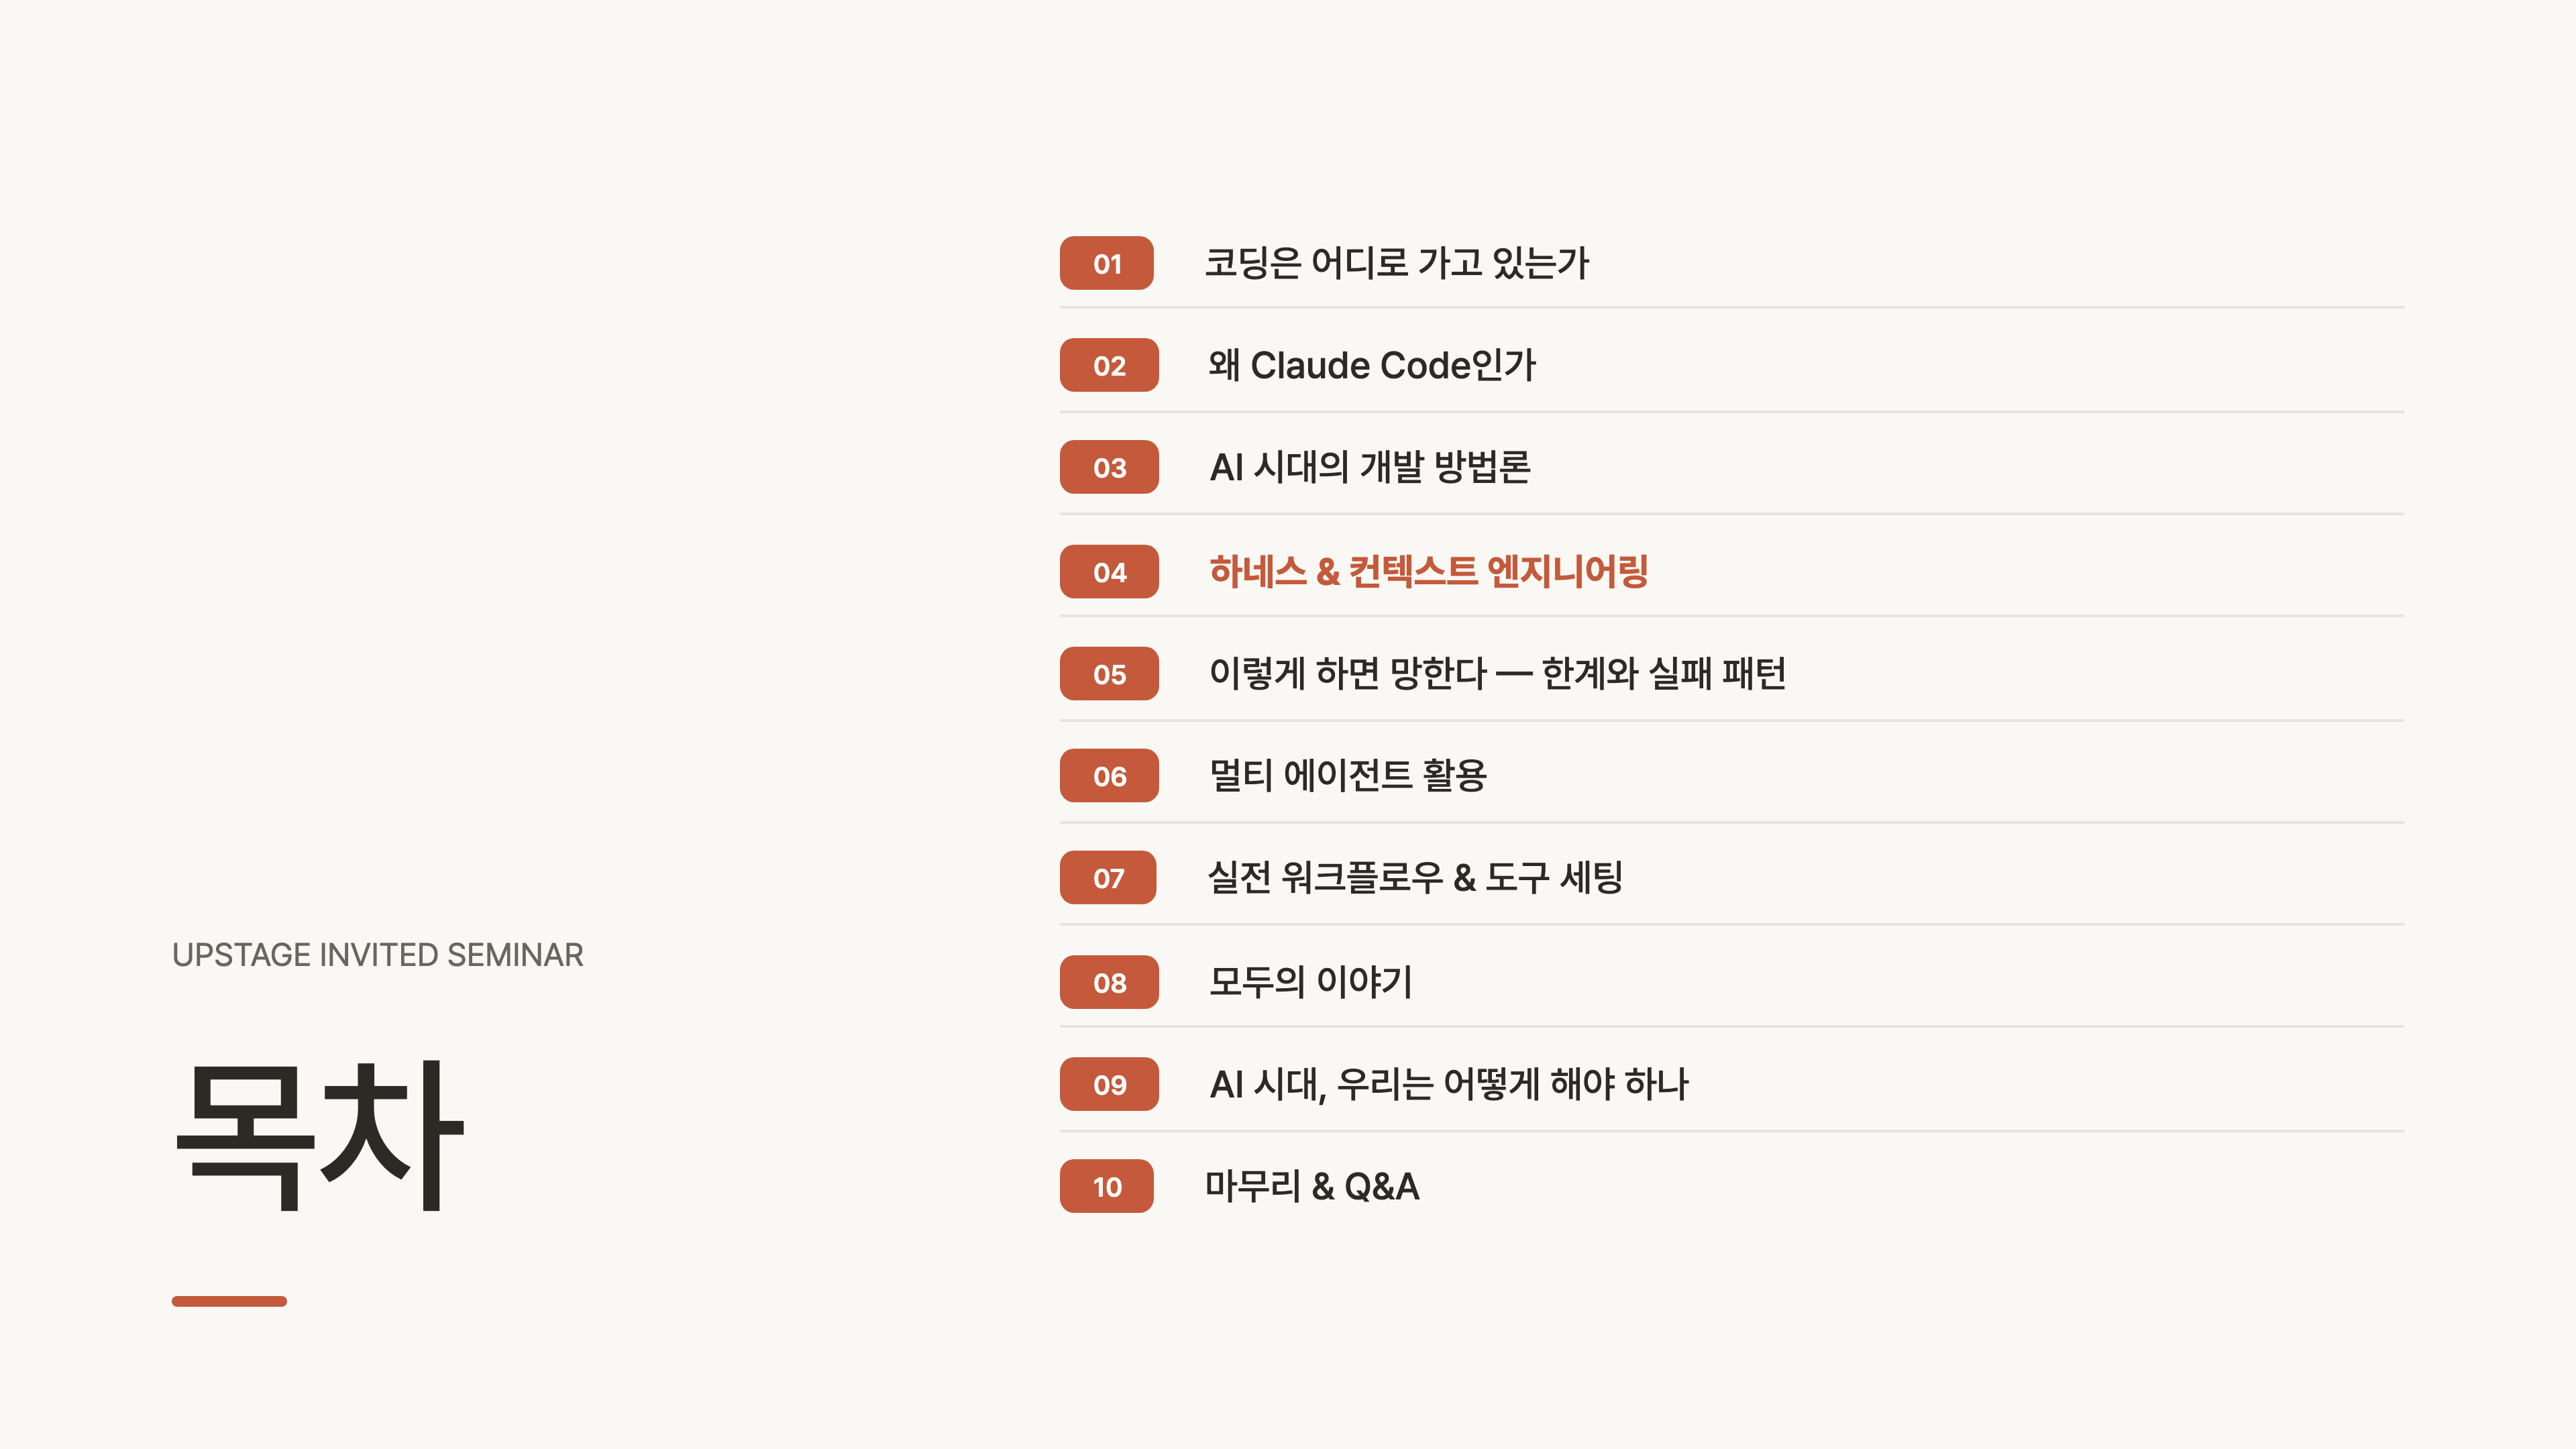 UPSTAGE INVITED SEMINAR
목차
01 코딩은 어디로 가고 있는가
02 왜 Claude Code인가
03 AI 시대의 개발 방법론
04 하네스 & 컨텍스트 엔지니어링
05 이렇게 하면 망한다 — 한계와 실패 패턴
06 멀티 에이전트 활용
07 실전 워크플로우 & 도구 세팅
08 모두의 이야기
09 AI 시대, 우리는 어떻게 해야 하나
10 마무리 & Q&A